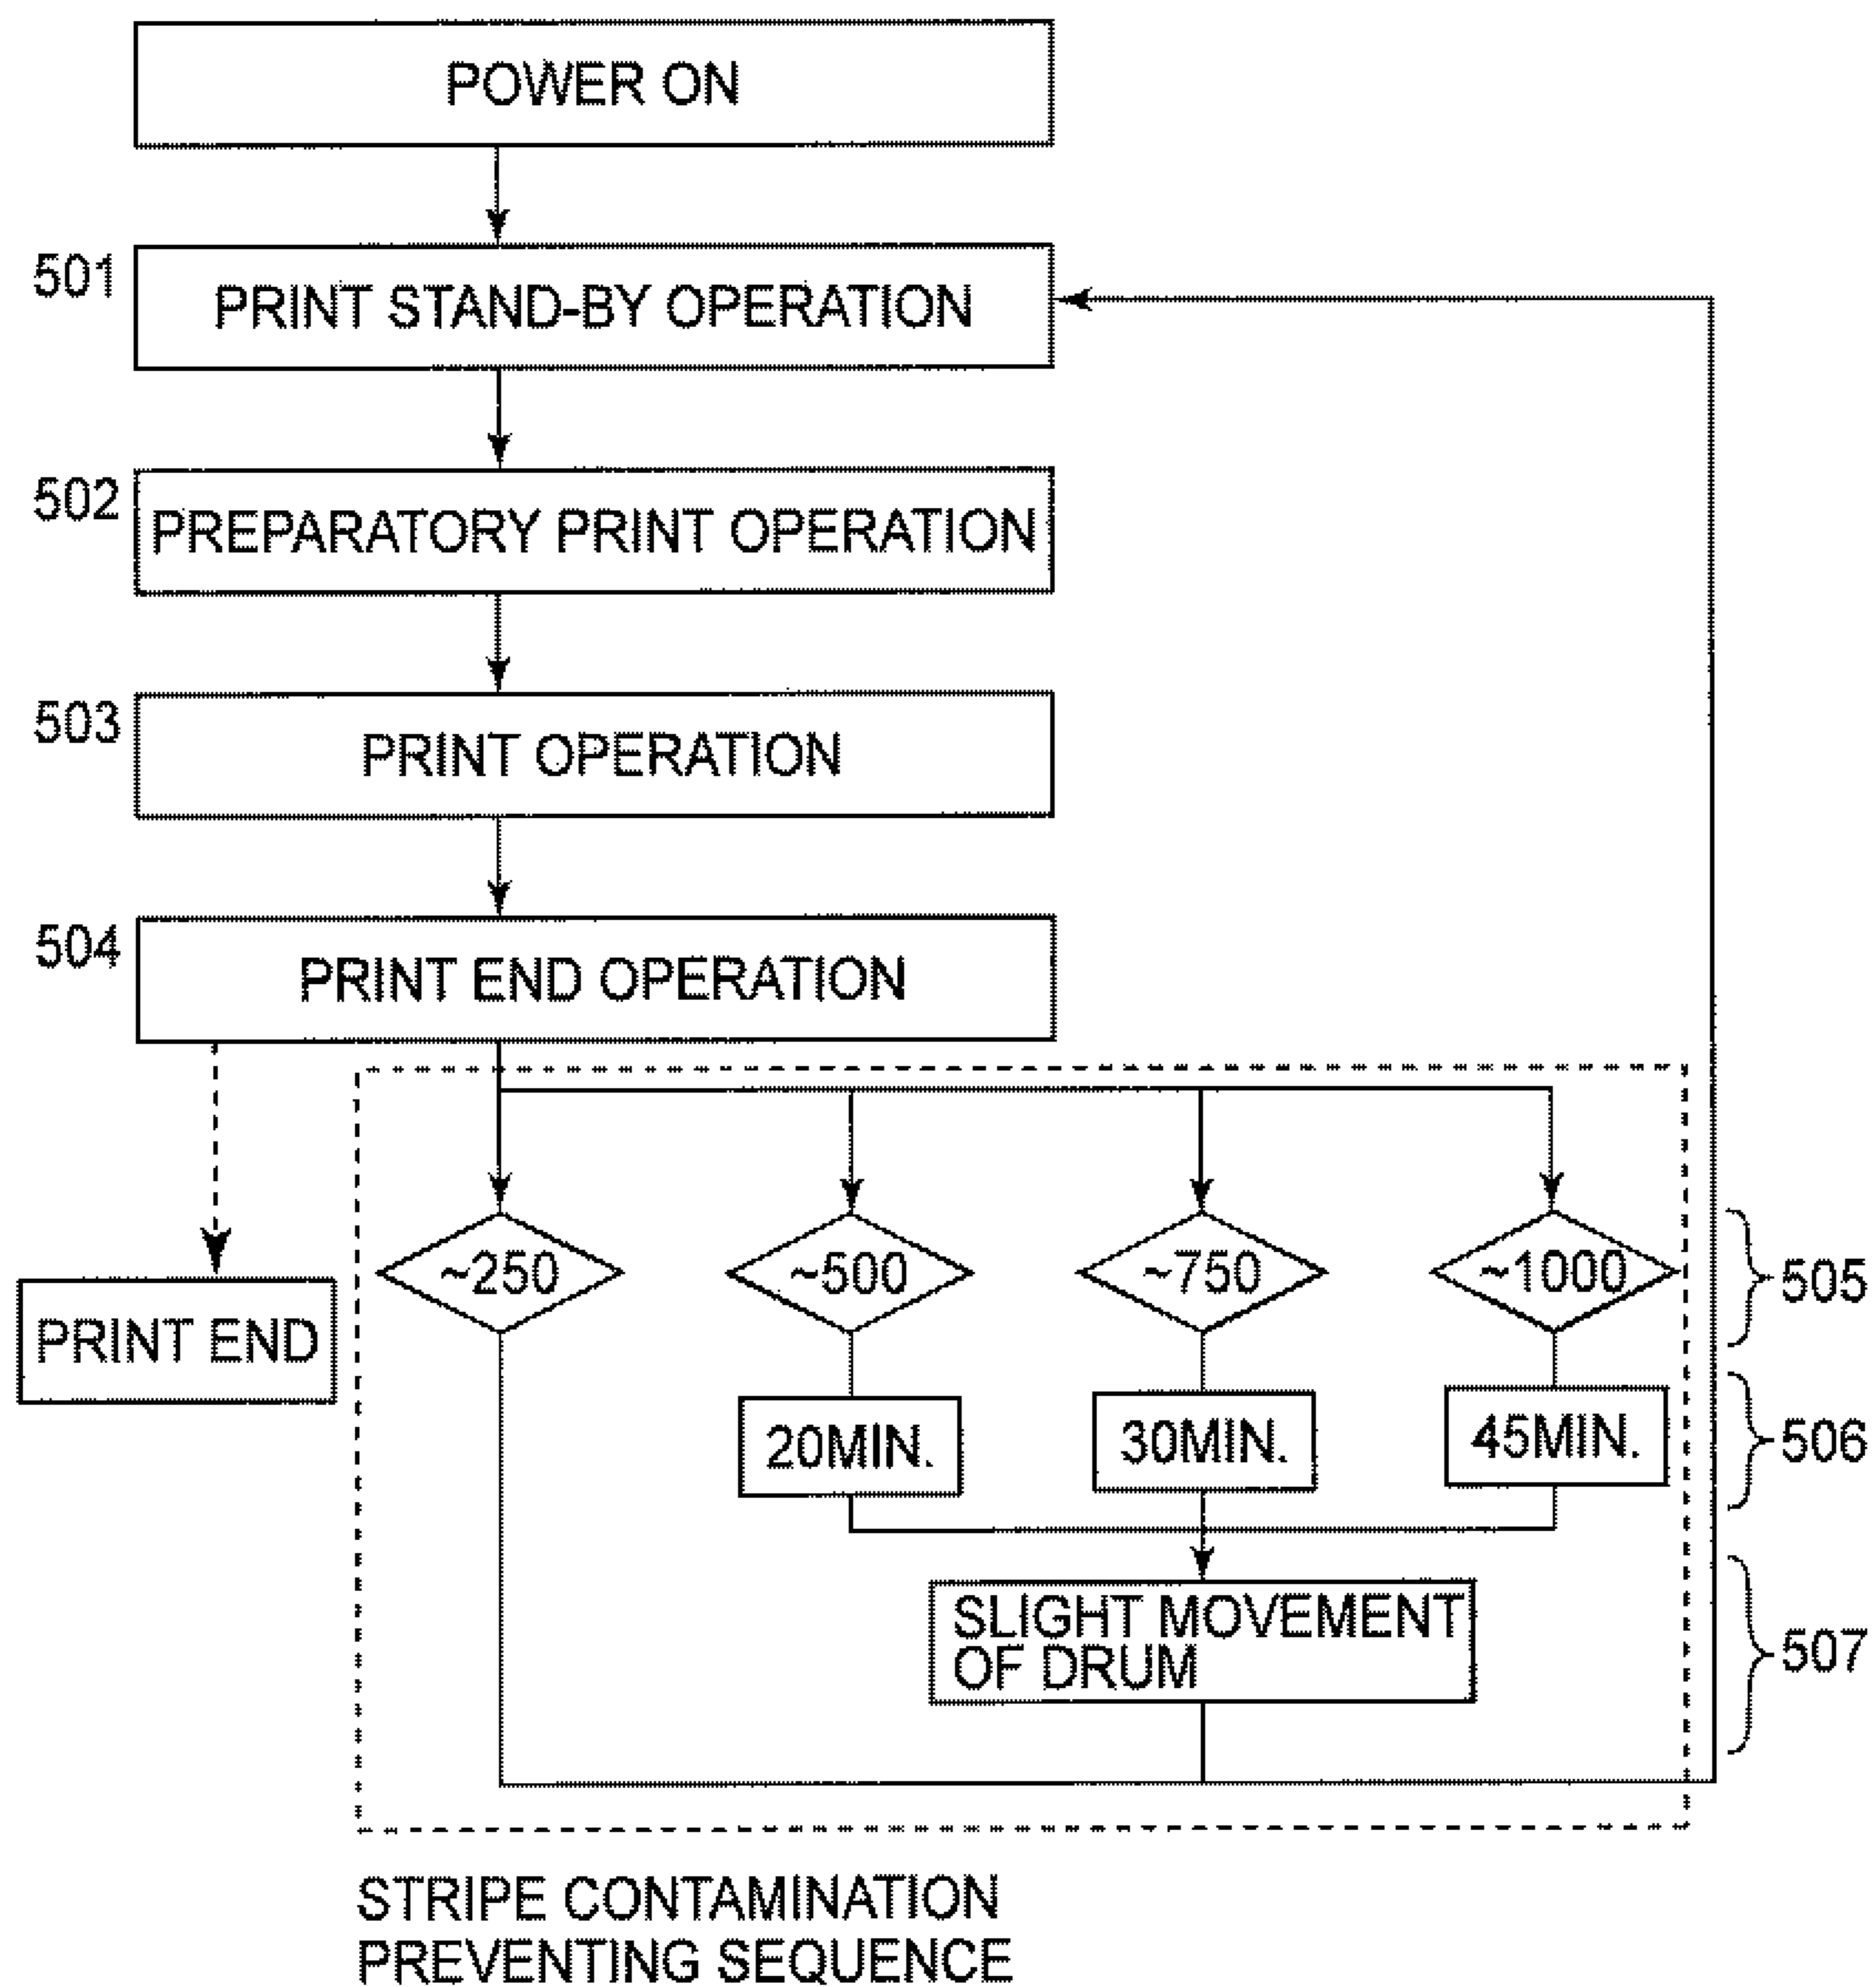 POWER ON
501
PRINT STAND-BY OPERATION
502
PREPARATORY PRINT OPERATION
503
PRINT OPERATION
504
PRINT END OPERATION
~250
~500
~750
~1000
505
PRINT END
20MIN.
30MIN.
45MIN.
506
SLIGHT MOVEMENT
OF DRUM
507
STRIPE CONTAMINATION
PREVENTING SEQUENCE